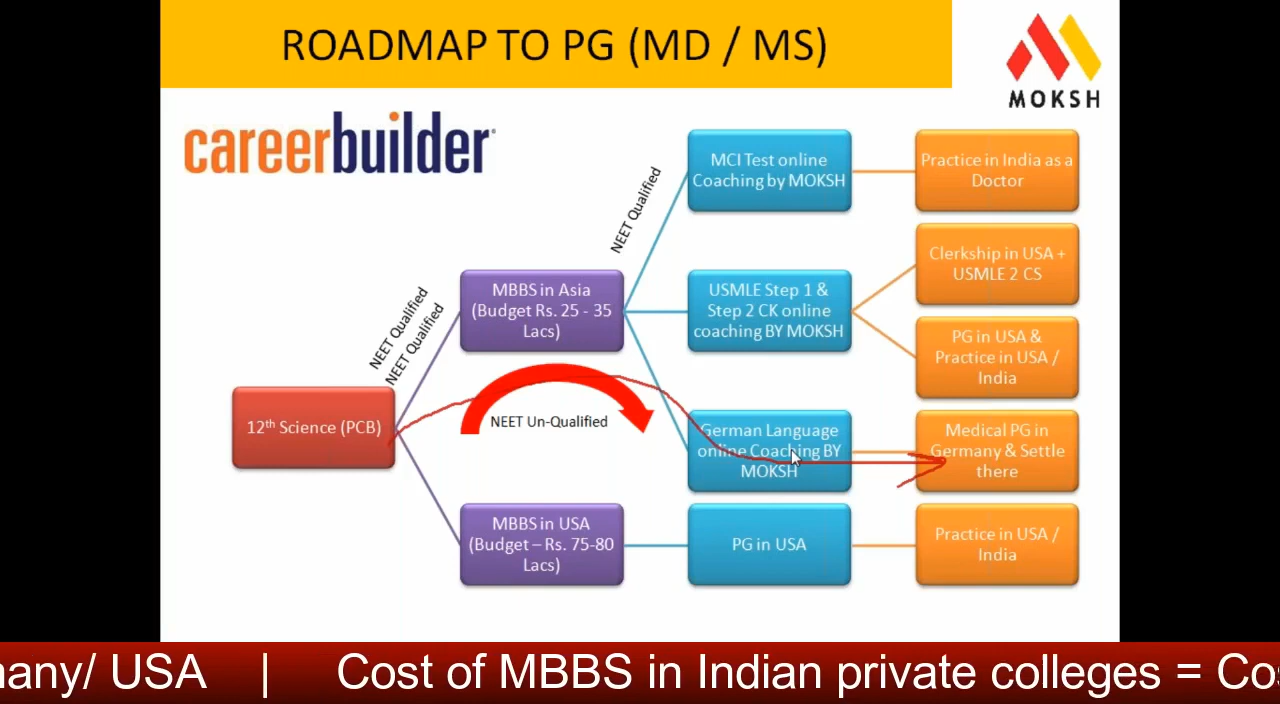 ROADMAP TO PG (MD / MS)
MOKSH
careerbuilder
MCI Test online
Coaching by MOKSH
Practice in India as a
Doctor
NEET Qualified
Clerkship in USA +
USMLE 2 CS
MBBS in Asia
(Budget Rs. 25 - 35
Lacs)
USMLE Step 1 &
Step 2 CK online
coaching BY MOKSH
PG in USA &
Practice in USA /
India
NEET Qualified
NEET Qualified
12th Science (PCB)
NEET Un-Qualified
German Language
online Coaching BY
MOKSH
Medical PG in
Germany & Settle
there
MBBS in USA
(Budget – Rs. 75-80
Lacs)
PG in USA
Practice in USA /
India
many/ USA | Cost of MBBS in Indian private colleges = Cos